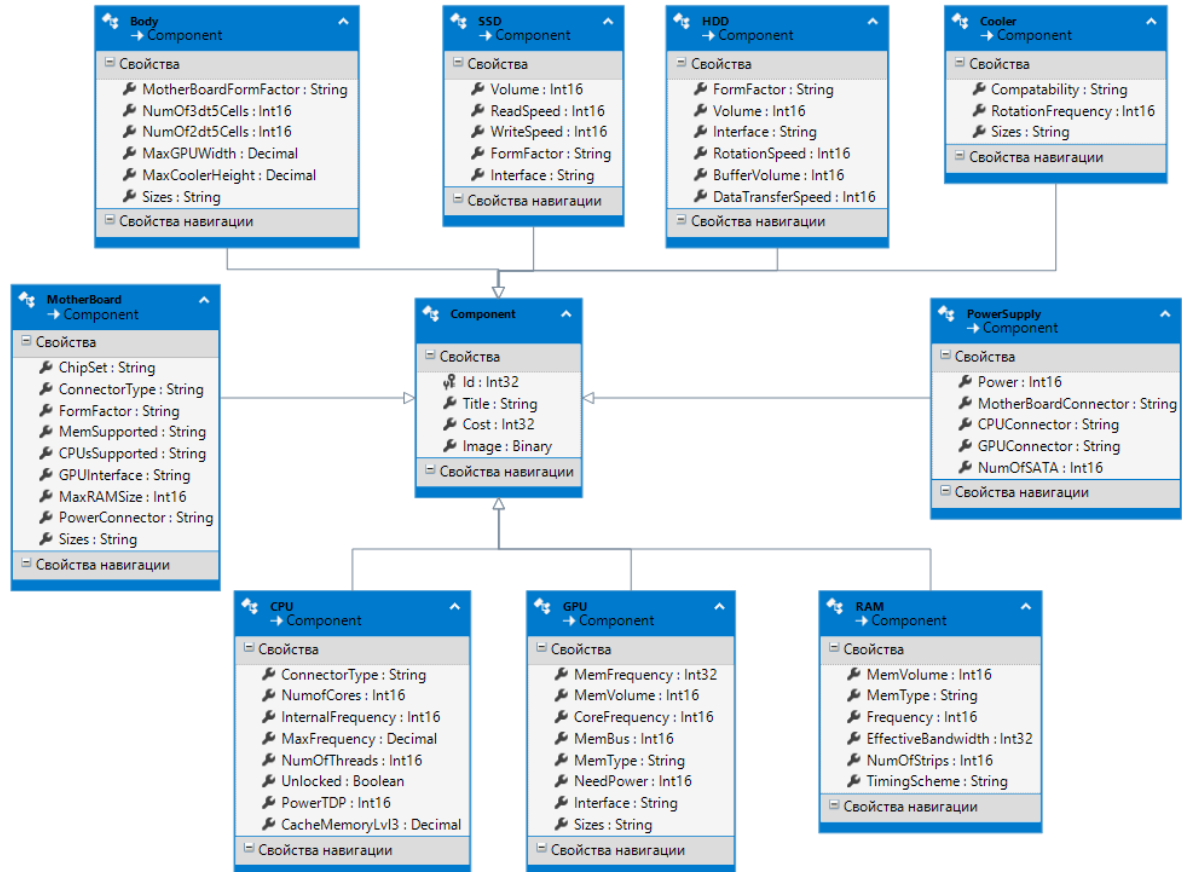 Body
→ Component
Свойства
MotherBoardFormFactor : String
NumOf3dt5Cells : Int16
NumOf2dt5Cells : Int16
MaxGPUWidth : Decimal
MaxCoolerHeight : Decimal
Sizes : String
Свойства навигации
SSD
→ Component
Свойства
Volume : Int16
ReadSpeed : Int16
WriteSpeed : Int16
FormFactor : String
Interface : String
Свойства навигации
HDD
→ Component
Свойства
FormFactor : String
Volume : Int16
Interface : String
RotationSpeed : Int16
BufferVolume : Int16
DataTransferSpeed : Int16
Свойства навигации
Cooler
→ Component
Свойства
Compatability : String
RotationFrequency : Int16
Sizes : String
Свойства навигации
MotherBoard
→ Component
Свойства
ChipSet : String
ConnectorType : String
FormFactor : String
MemSupported : String
CPUsSupported : String
GPUInterface : String
MaxRAMSize : Int16
PowerConnector : String
Sizes : String
Свойства навигации
Component
Свойства
Id : Int32
Title : String
Cost : Int32
Image : Binary
Свойства навигации
PowerSupply
→ Component
Свойства
Power : Int16
MotherBoardConnector : String
CPUConnector : String
GPUConnector : String
NumOfSATA : Int16
Свойства навигации
CPU
→ Component
Свойства
ConnectorType : String
NumofCores : Int16
InternalFrequency : Int16
MaxFrequency : Decimal
NumOfThreads : Int16
Unlocked : Boolean
PowerTDP : Int16
CacheMemoryLvl3 : Decimal
Свойства навигации
GPU
→ Component
Свойства
MemFrequency : Int32
MemVolume : Int16
CoreFrequency : Int16
MemBus : Int16
MemType : String
NeedPower : Int16
Interface : String
Sizes : String
Свойства навигации
RAM
→ Component
Свойства
MemVolume : Int16
MemType : String
Frequency : Int16
EffectiveBandwidth : Int32
NumOfStrips : Int16
TimingScheme : String
Свойства навигации